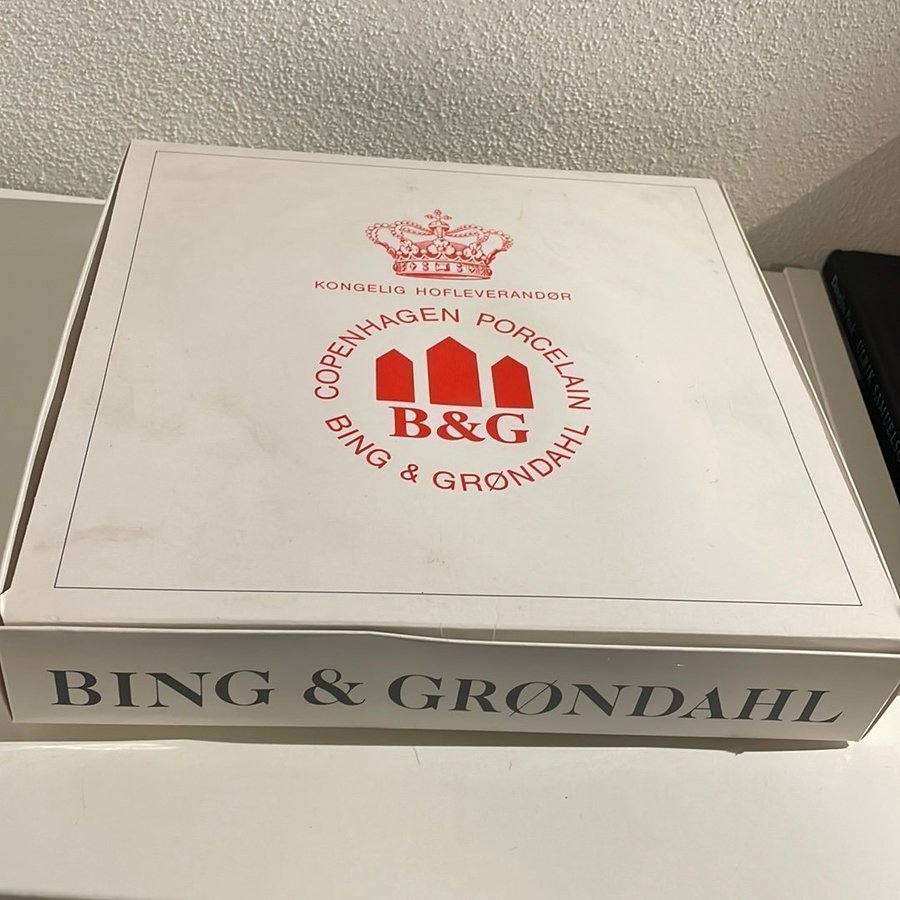 KONGELIG HOFLEVERANDØR
COPENHAGEN PORCELAIN
B&G
BING & GRØNDAHL
BING & GRØNDAHL